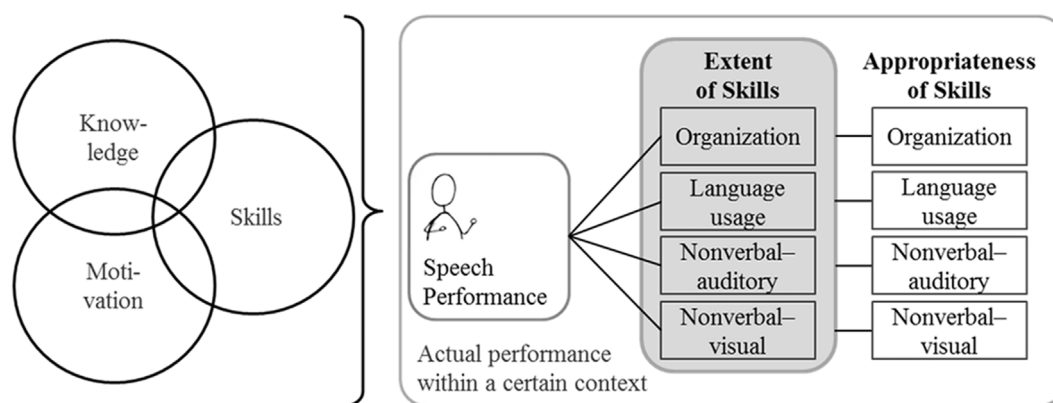 Know-
ledge
Skills
Moti-
vation
Speech
Performance
Actual performance
within a certain context
Extent
of Skills
Organization
Language
usage
Nonverbal–
auditory
Nonverbal–
visual
Appropriateness
of Skills
Organization
Language
usage
Nonverbal–
auditory
Nonverbal–
visual